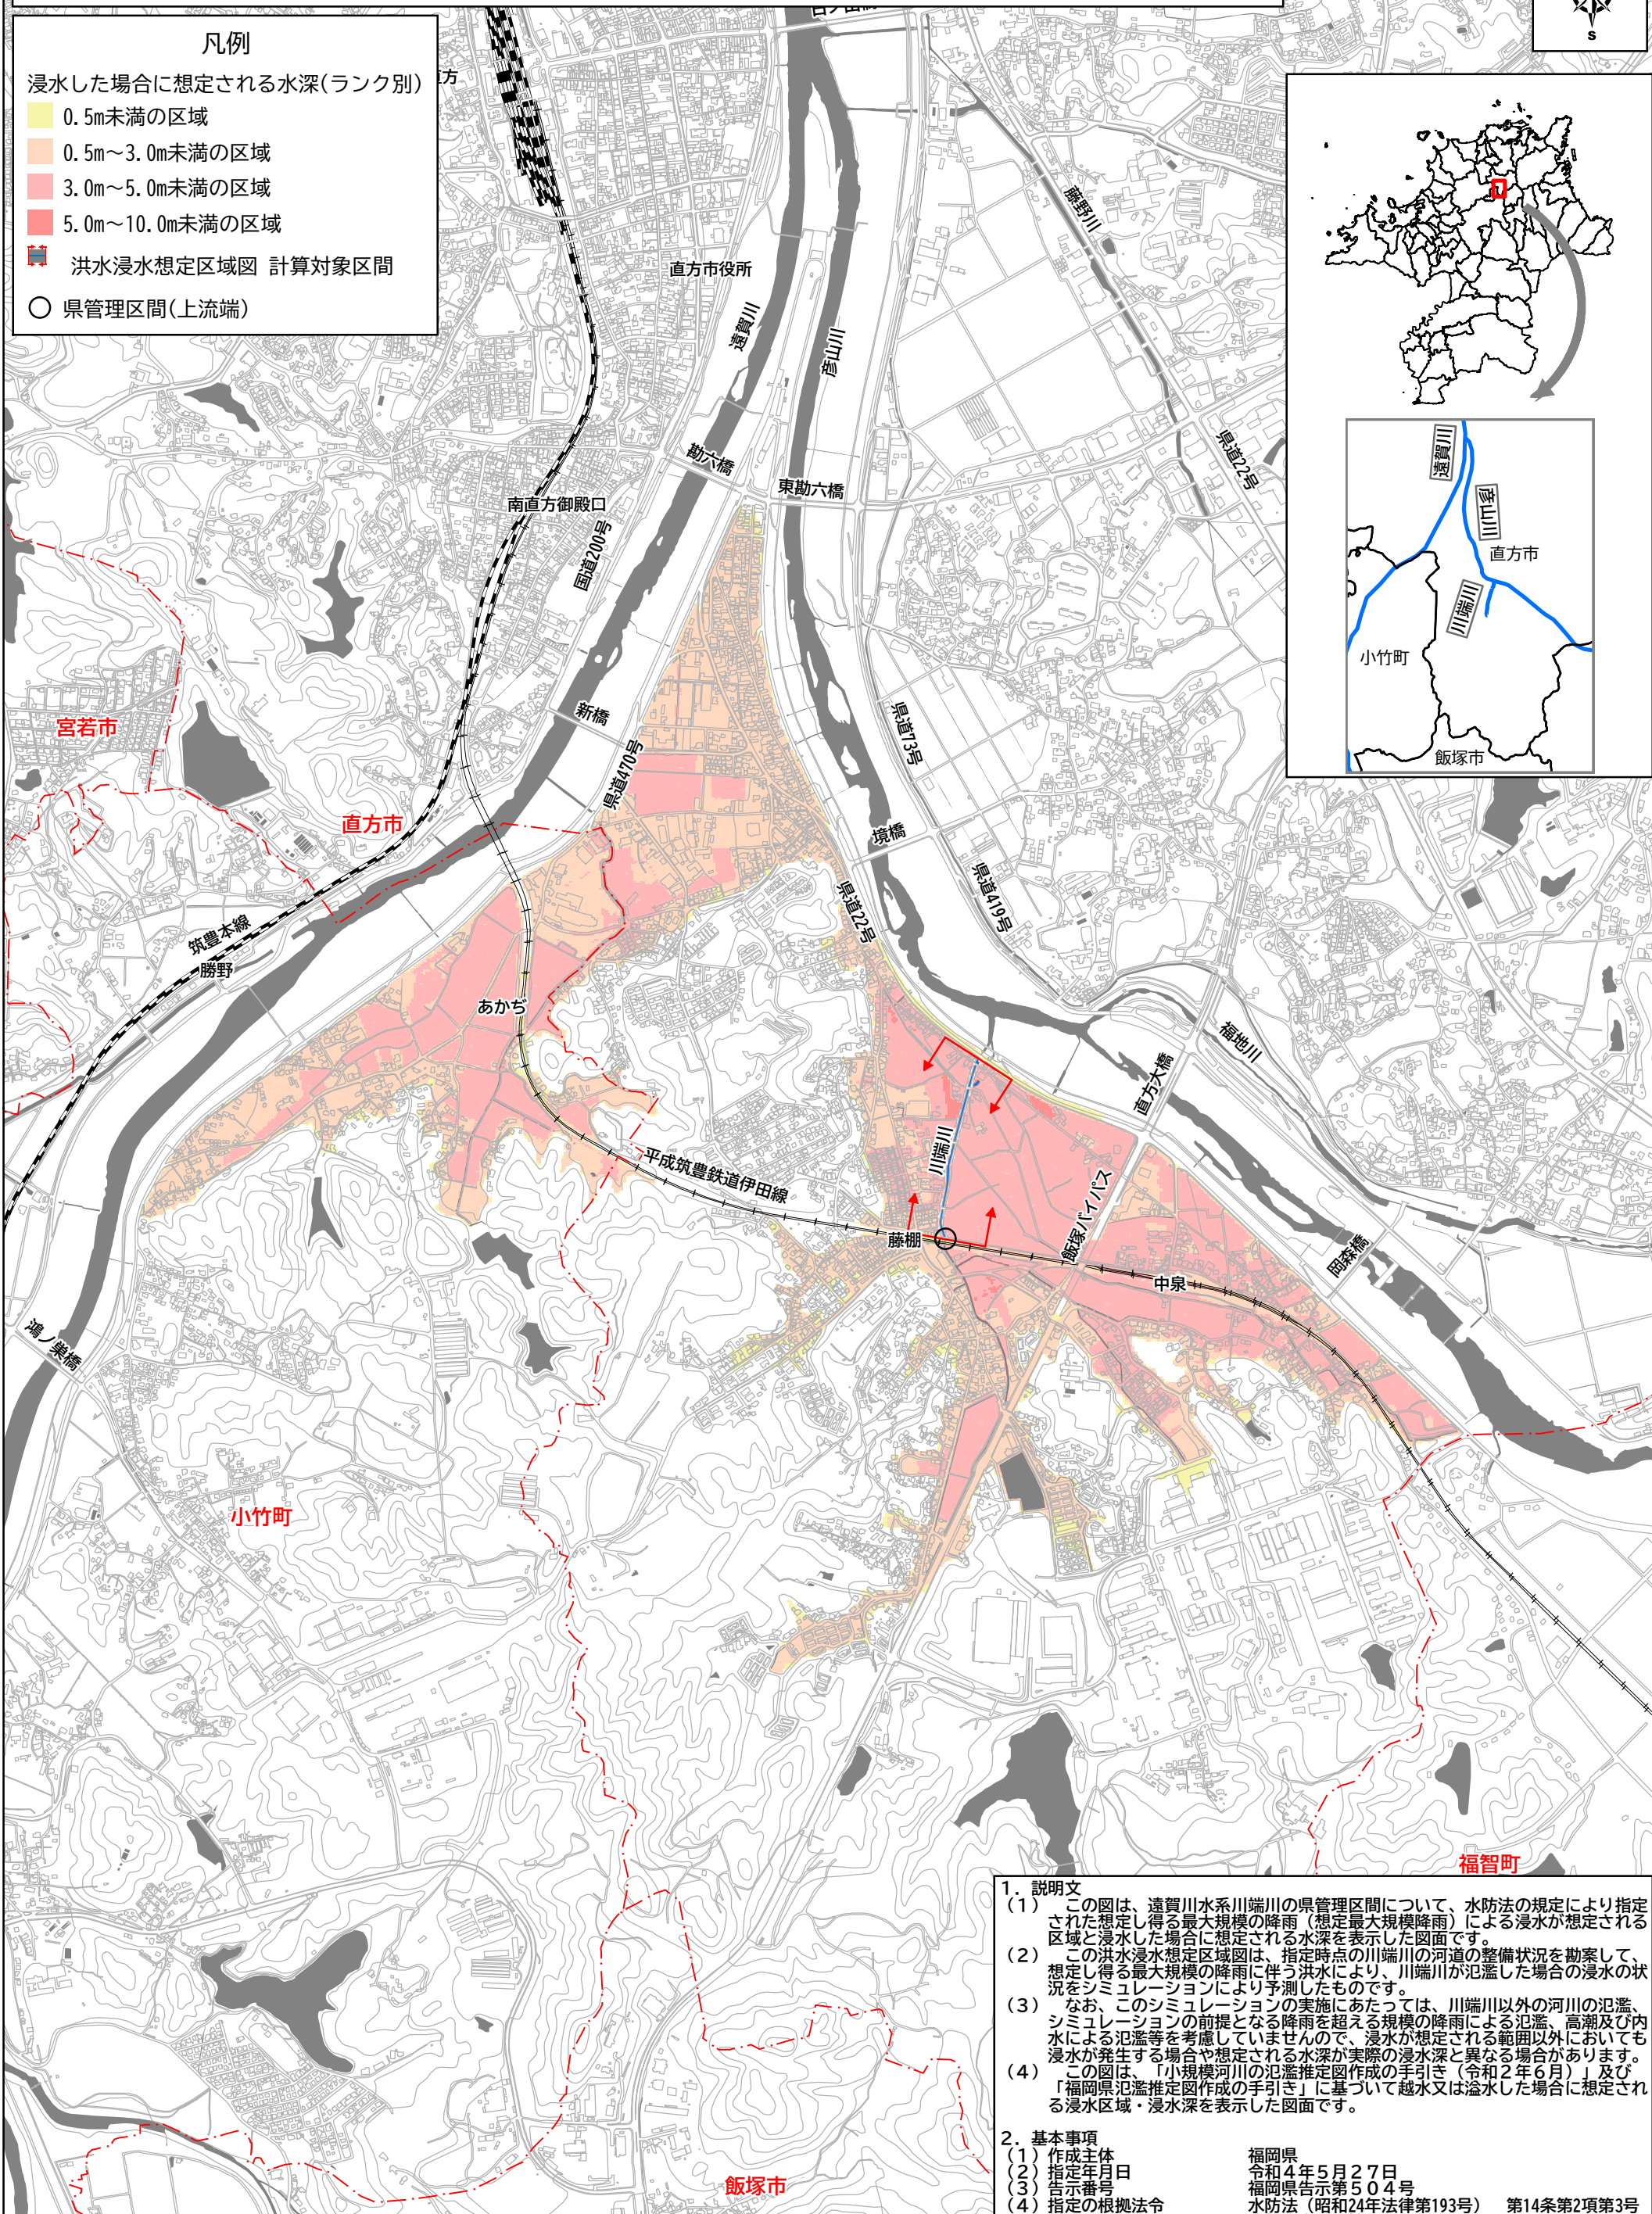 S
凡例
浸水した場合に想定される水深(ランク別)
0.5m未満の区域
0.5m～3.0m未満の区域
3.0m～5.0m未満の区域
5.0m～10.0m未満の区域
洪水浸水想定区域図 計算対象区間
県管理区間(上流端)
直方市役所
遠賀川
彦山川
藤野川
県道22号
勘六橋
東勘六橋
南直方御殿口
国道200号
新橋
県道470号
県道73号
宮若市
直方市
境橋
県道22号
県道419号
筑豊本線
勝野
あかぢ
福地川
直方大橋
川端川
平成筑豊鉄道伊田線
飯塚バイパス
藤棚
中泉
岡森橋
鴻ノ巣橋
小竹町
福智町
飯塚市
遠賀川
彦山川
直方市
川端川
小竹町
飯塚市
1. 説明文
(1) この図は、遠賀川水系川端川の県管理区間について、水防法の規定により指定
された想定し得る最大規模の降雨（想定最大規模降雨）による浸水が想定される
区域と浸水した場合に想定される水深を表示した図面です。
(2) この洪水浸水想定区域図は、指定時点の川端川の河道の整備状況を勘案して、
想定し得る最大規模の降雨に伴う洪水により、川端川が氾濫した場合の浸水の状
況をシミュレーションにより予測したものです。
(3) なお、このシミュレーションの実施にあたっては、川端川以外の河川の氾濫、
シミュレーションの前提となる降雨を超える規模の降雨による氾濫、高潮及び内
水による氾濫等を考慮していませんので、浸水が想定される範囲以外においても
浸水が発生する場合や想定される水深が実際の浸水深と異なる場合があります。
(4) この図は、「小規模河川の氾濫推定図作成の手引き（令和２年６月）」及び
「福岡県氾濫推定図作成の手引き」に基づいて越水又は溢水した場合に想定され
る浸水区域・浸水深を表示した図面です。
2. 基本事項
(1) 作成主体 福岡県
(2) 指定年月日 令和４年５月２７日
(3) 告示番号 福岡県告示第５０４号
(4) 指定の根拠法令 水防法（昭和24年法律第193号） 第14条第2項第3号